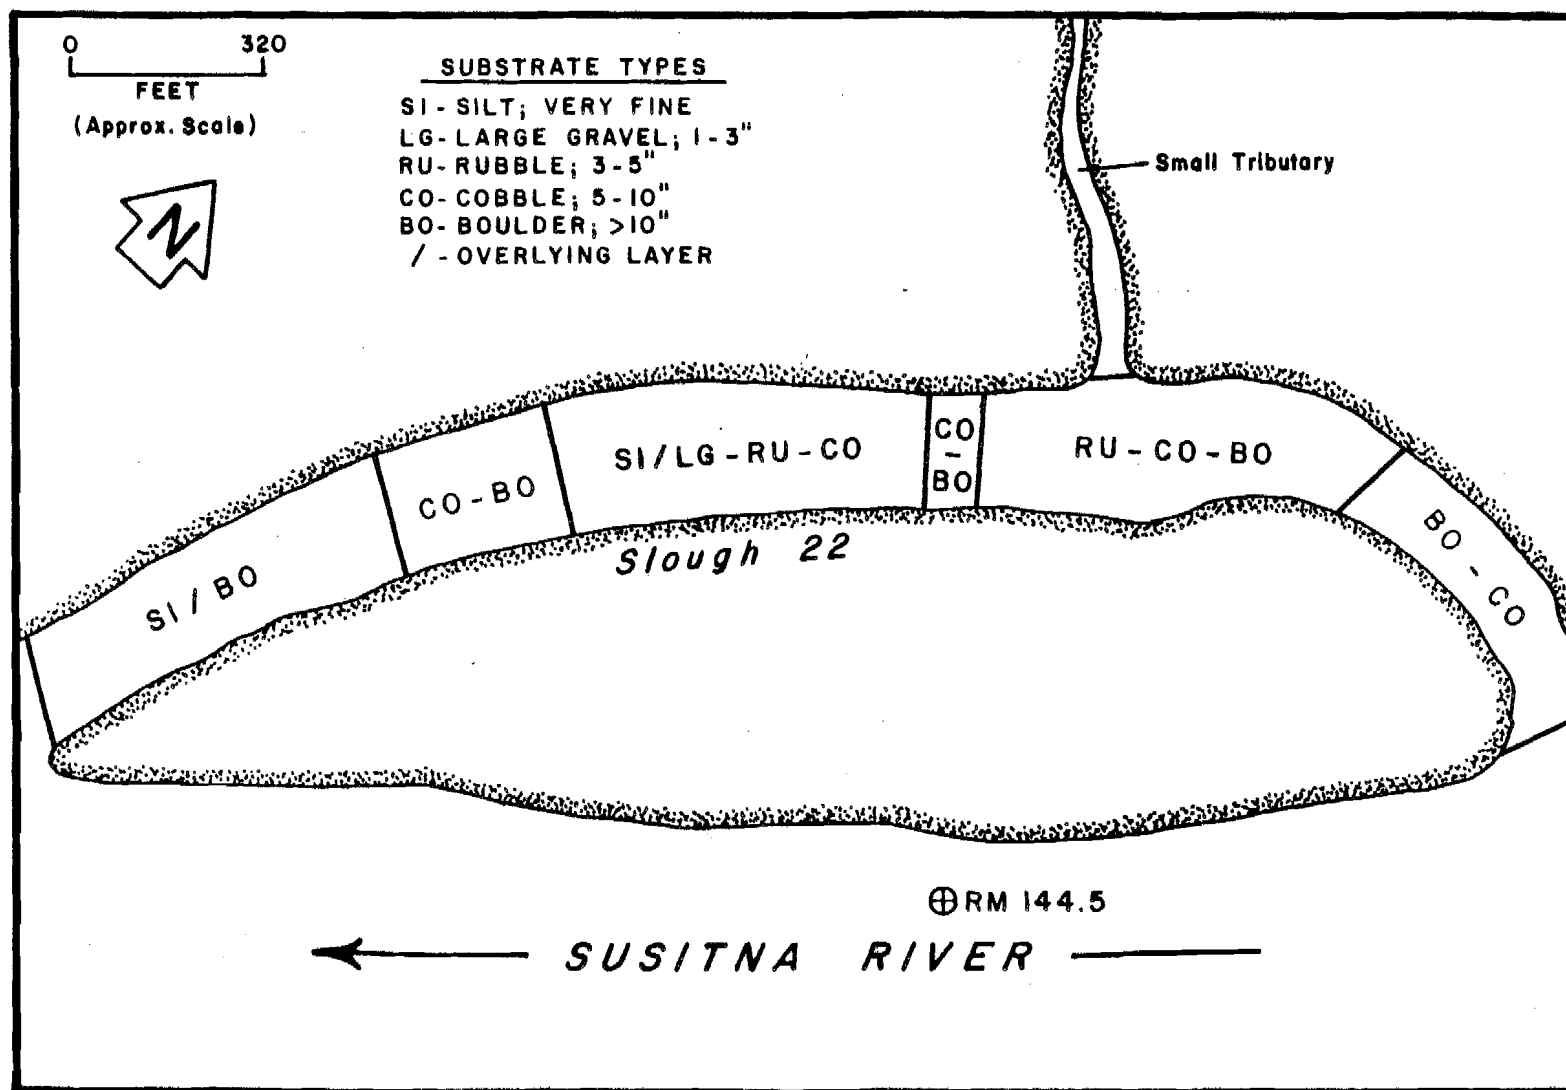 0 320
FEET
(Approx. Scale)
N
SUBSTRATE TYPES
SI - SILT; VERY FINE
LG - LARGE GRAVEL; 1 - 3"
RU - RUBBLE; 3 - 5"
CO - COBBLE; 5 - 10"
BO - BOULDER; >10"
/ - OVERLYING LAYER
Small Tributary
SI / BO
CO - BO
SI / LG - RU - CO
CO
-
BO
RU - CO - BO
BO - CO
Slough 22
⊕ RM 144.5
SUSITNA RIVER